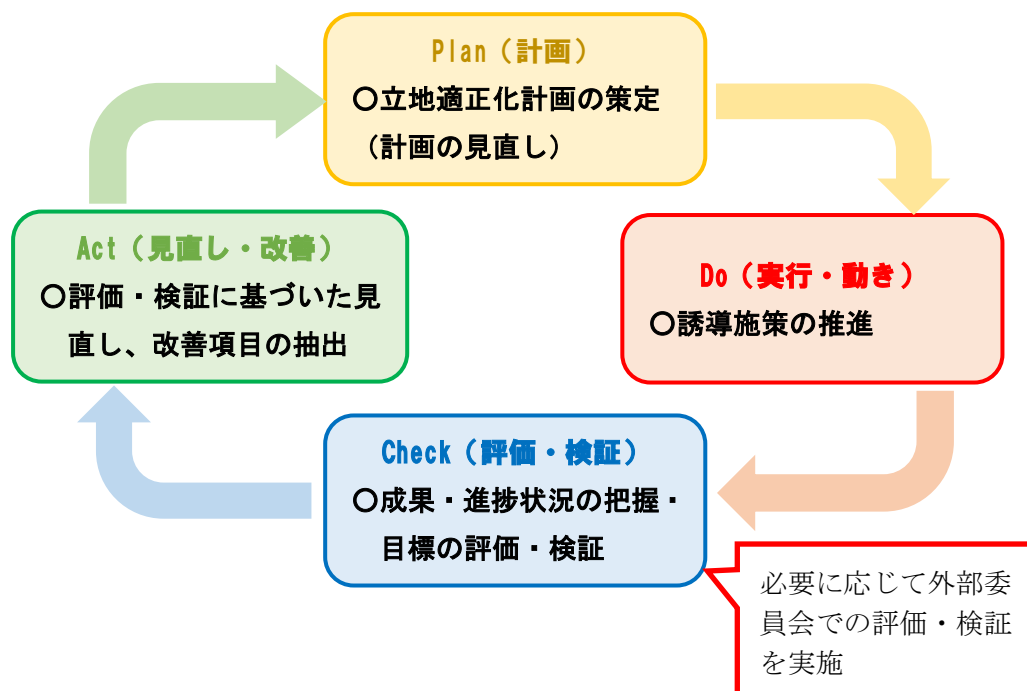 Plan（計画）
〇立地適正化計画の策定
（計画の見直し）
Do（実行・動き）
〇誘導施策の推進
Check（評価・検証）
〇成果・進捗状況の把握・
目標の評価・検証
必要に応じて外部委
員会での評価・検証
を実施
Act（見直し・改善）
〇評価・検証に基づいた見
直し、改善項目の抽出